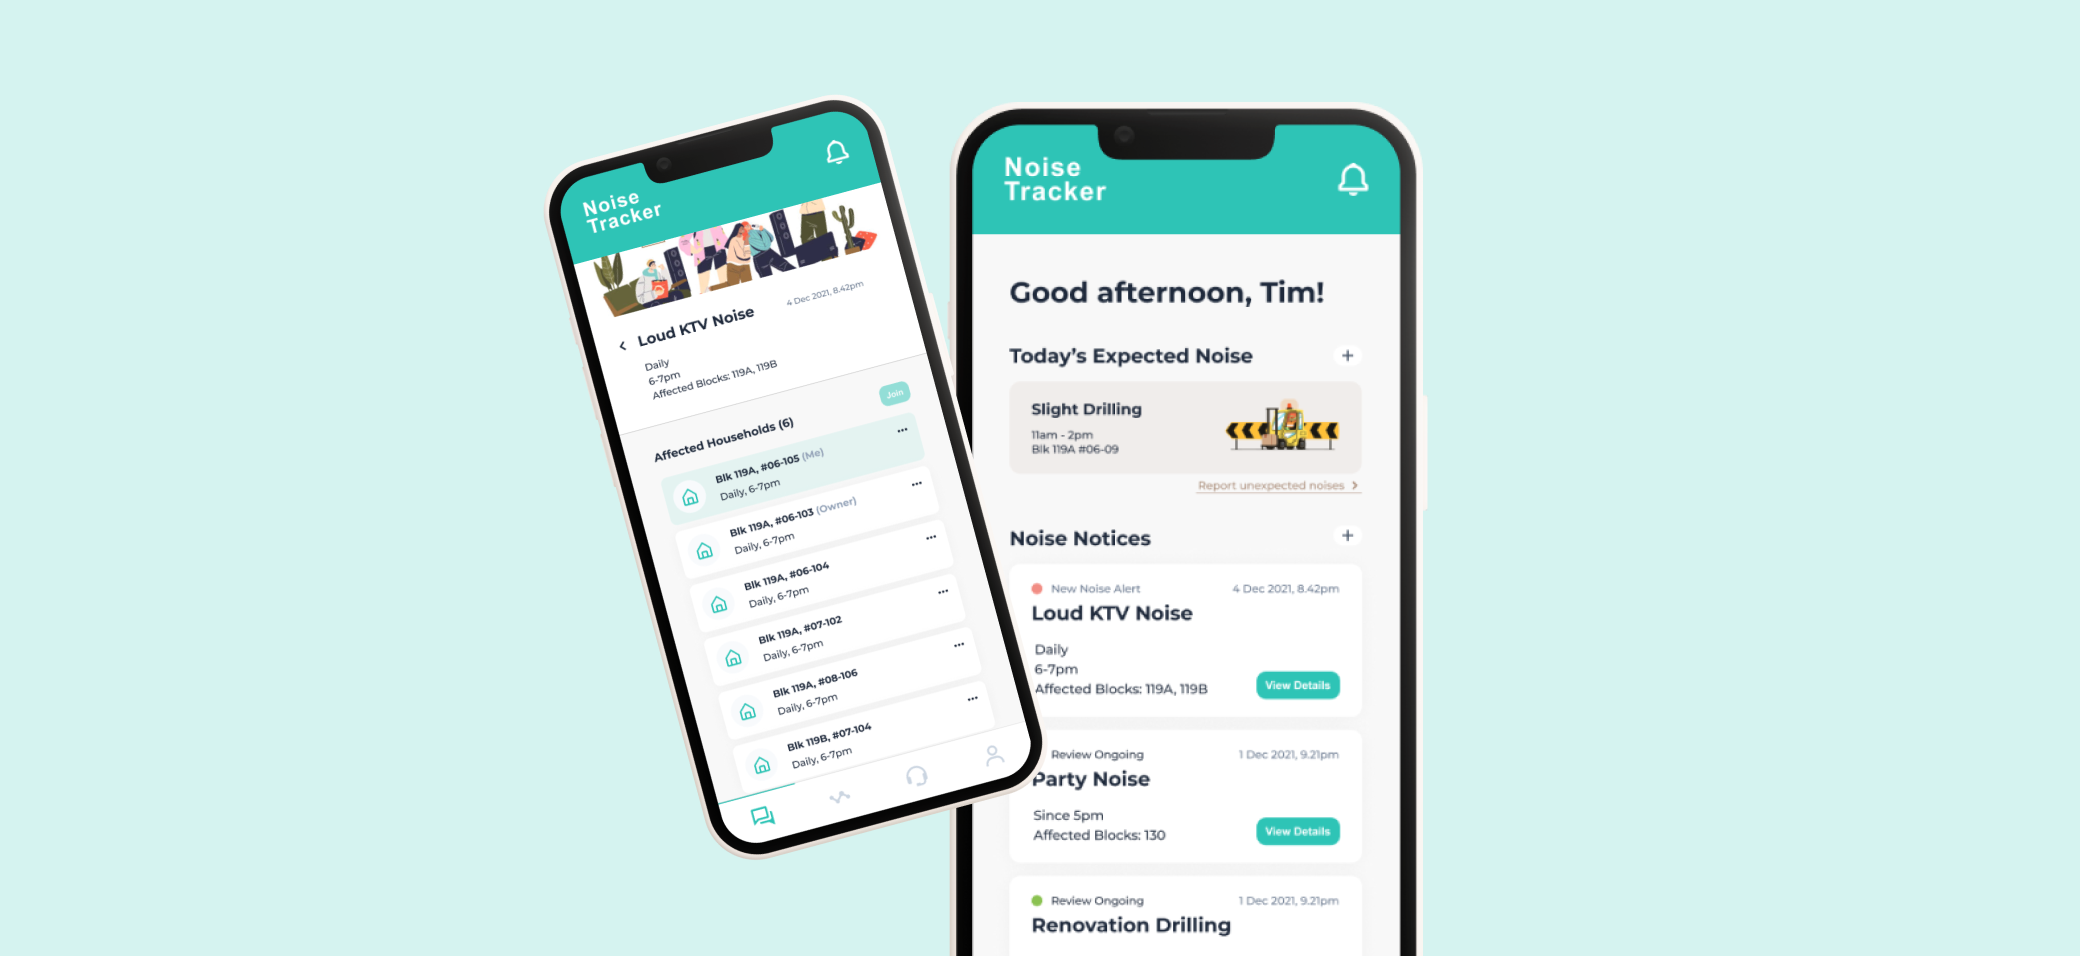 Noise
Tracker
4 Dec 2021, 8.42pm
Loud KTV Noise
Daily
6-7pm
Affected Blocks: 119A, 119B
Join
Affected Households (6)
Blk 119A, #06-105 (Me)
Daily, 6-7pm
Blk 119A, #06-103 (Owner)
Daily, 6-7pm
Blk 119A, #06-104
Daily, 6-7pm
Blk 119A, #07-102
Daily, 6-7pm
Blk 119A, #08-106
Daily, 6-7pm
Blk 119B, #07-104
Daily, 6-7pm
Noise
Tracker
Good afternoon, Tim!
Today's Expected Noise
Slight Drilling
11am - 2pm
Blk 119A #06-09
Report unexpected noises
Noise Notices
New Noise Alert 4 Dec 2021, 8.42pm
Loud KTV Noise
Daily
6-7pm
Affected Blocks: 119A, 119B
View Details
Review Ongoing 1 Dec 2021, 9.21pm
Party Noise
Since 5pm
Affected Blocks: 130
View Details
Review Ongoing 1 Dec 2021, 9.21pm
Renovation Drilling